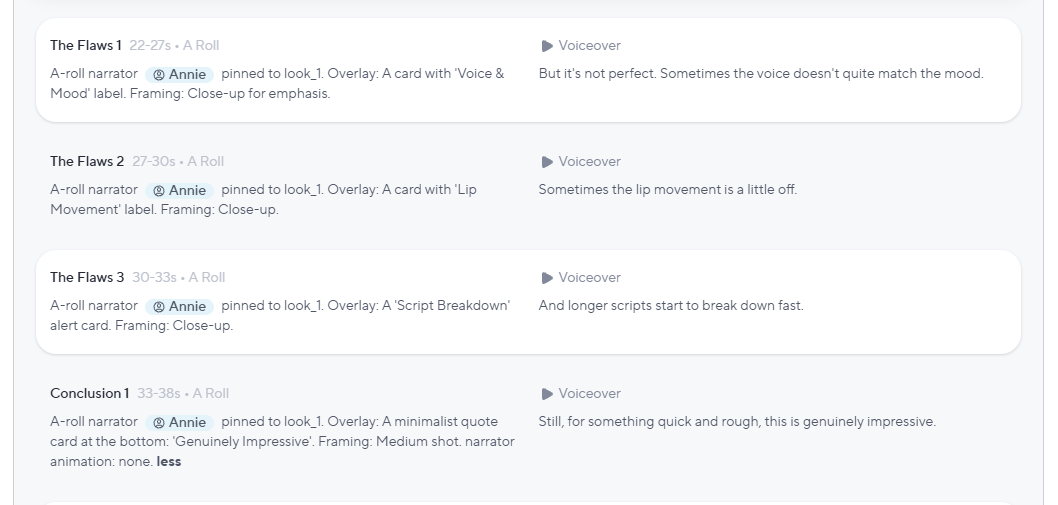 The Flaws 1 22-27s • A Roll
Voiceover
A-roll narrator Annie pinned to look_1. Overlay: A card with 'Voice &
Mood' label. Framing: Close-up for emphasis.
But it's not perfect. Sometimes the voice doesn't quite match the mood.
The Flaws 2 27-30s • A Roll
Voiceover
A-roll narrator Annie pinned to look_1. Overlay: A card with 'Lip
Movement' label. Framing: Close-up.
Sometimes the lip movement is a little off.
The Flaws 3 30-33s • A Roll
Voiceover
A-roll narrator Annie pinned to look_1. Overlay: A 'Script Breakdown'
alert card. Framing: Close-up.
And longer scripts start to break down fast.
Conclusion 1 33-38s • A Roll
Voiceover
A-roll narrator Annie pinned to look_1. Overlay: A minimalist quote
card at the bottom: 'Genuinely Impressive'. Framing: Medium shot. narrator
animation: none. less
Still, for something quick and rough, this is genuinely impressive.